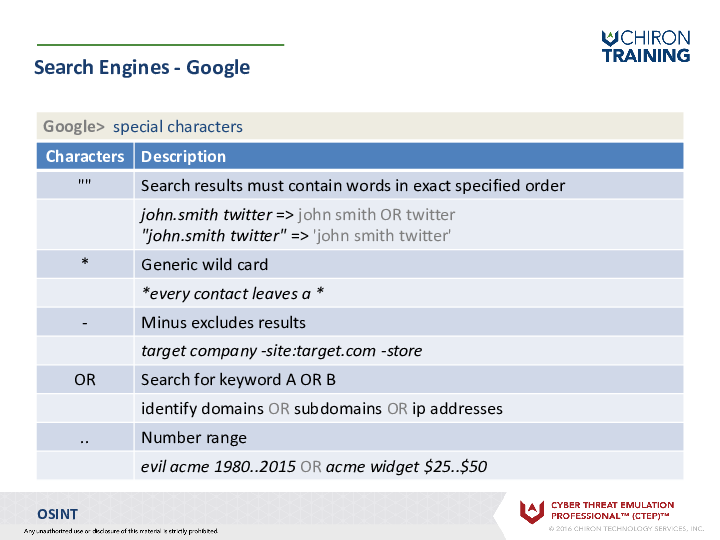 CHIRON
TRAINING
Search Engines - Google
Google> special characters
Characters Description
"" Search results must contain words in exact specified order
john.smith twitter => john smith OR twitter
"john.smith twitter" => 'john smith twitter'
* Generic wild card
*every contact leaves a *
- Minus excludes results
target company -site:target.com -store
OR Search for keyword A OR B
identify domains OR subdomains OR ip addresses
.. Number range
evil acme 1980..2015 OR acme widget $25..$50
OSINT
Any unauthorized use or disclosure of this material is strictly prohibited.
CYBER THREAT EMULATION
PROFESSIONAL™ (CTEP)™
© 2016 CHIRON TECHNOLOGY SERVICES, INC.